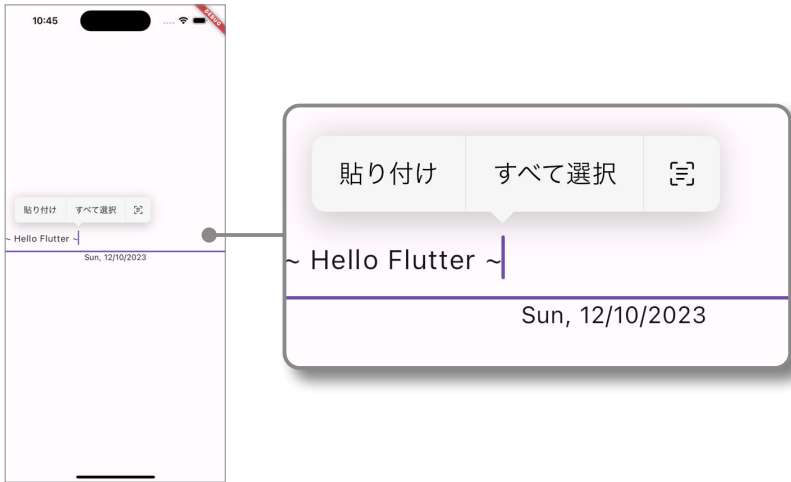 10:45
DEBUG
貼り付け すべて選択
~ Hello Flutter ~
Sun, 12/10/2023
貼り付け すべて選択
~ Hello Flutter ~
Sun, 12/10/2023